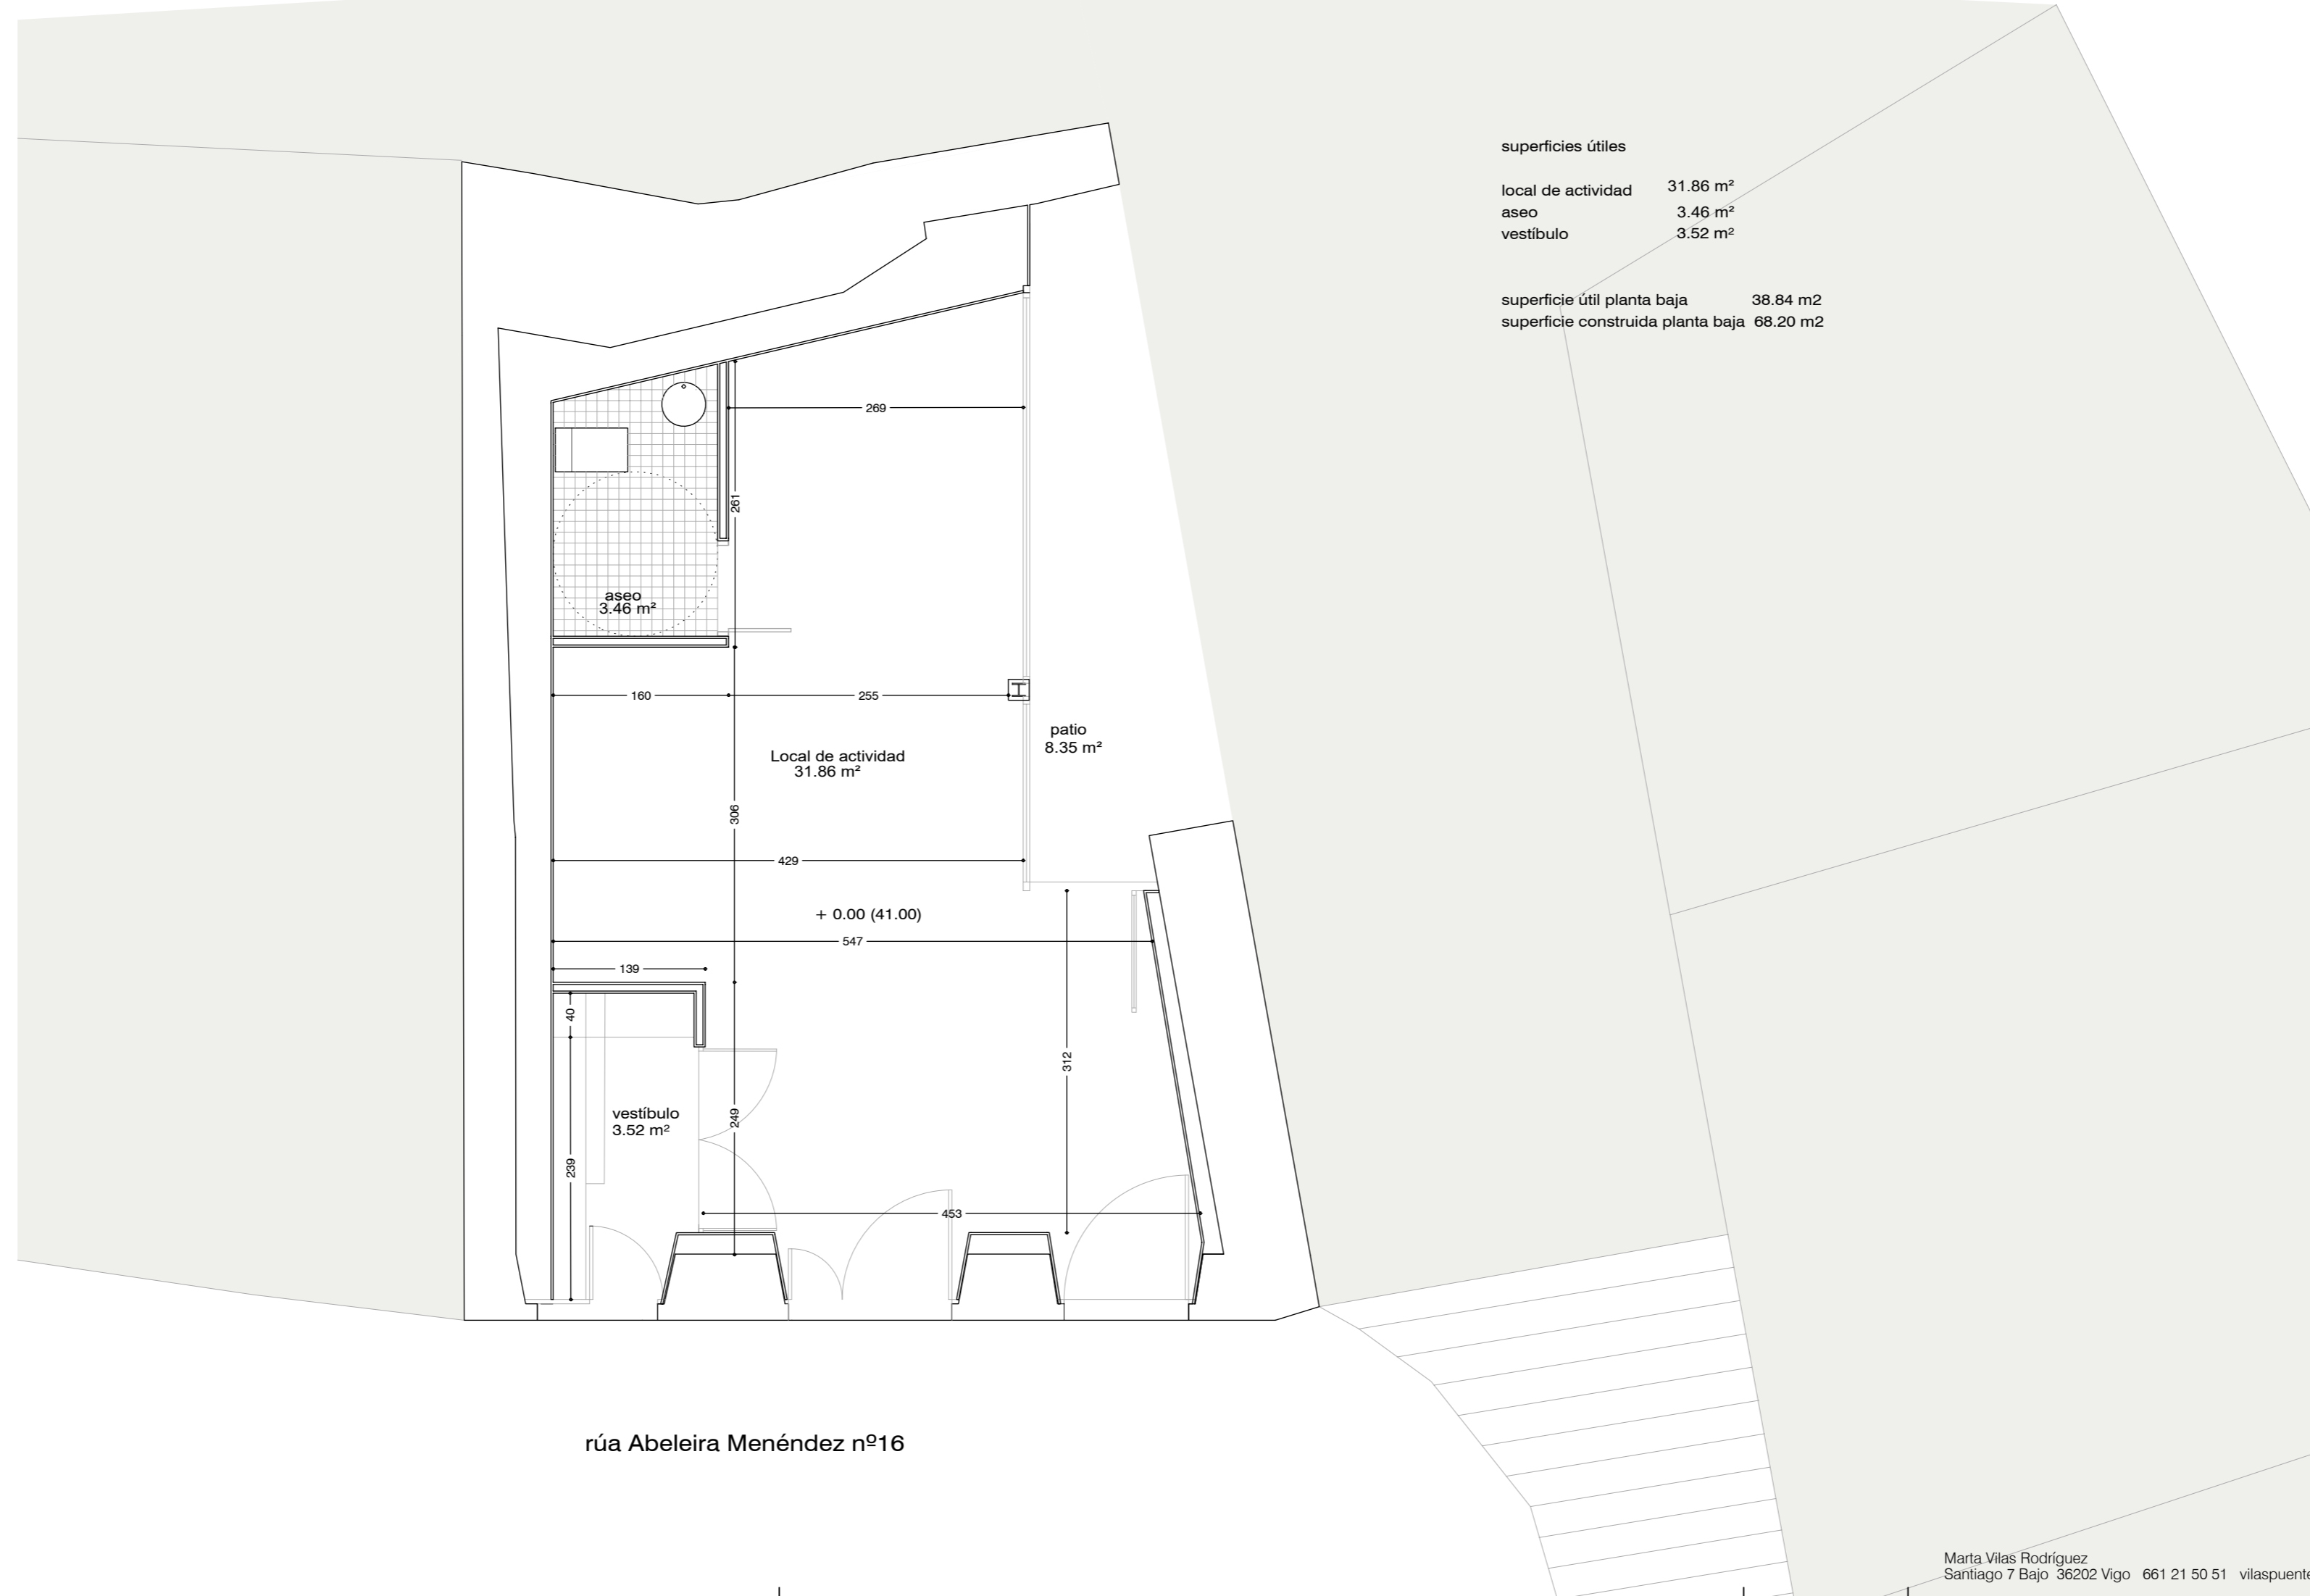 superficies útiles
local de actividad 31.86 m²
aseo 3.46 m²
vestíbulo 3.52 m²
superficie útil planta baja 38.84 m2
superficie construida planta baja 68.20 m2
269
261
aseo
3.46 m²
160
255
patio
8.35 m²
Local de actividad
31.86 m²
306
429
+ 0.00 (41.00)
547
139
40
312
vestíbulo
3.52 m²
249
239
453
rúa Abeleira Menéndez nº16
Marta Vilas Rodríguez
Santiago 7 Bajo 36202 Vigo 661 21 50 51 vilaspuente